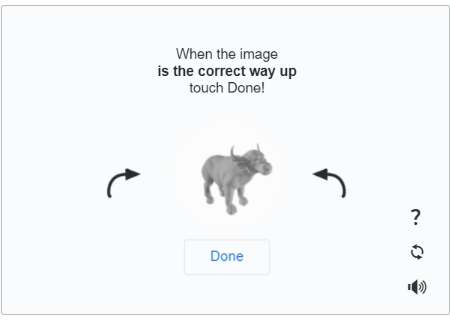 When the image
is the correct way up
touch Done!
Done
?